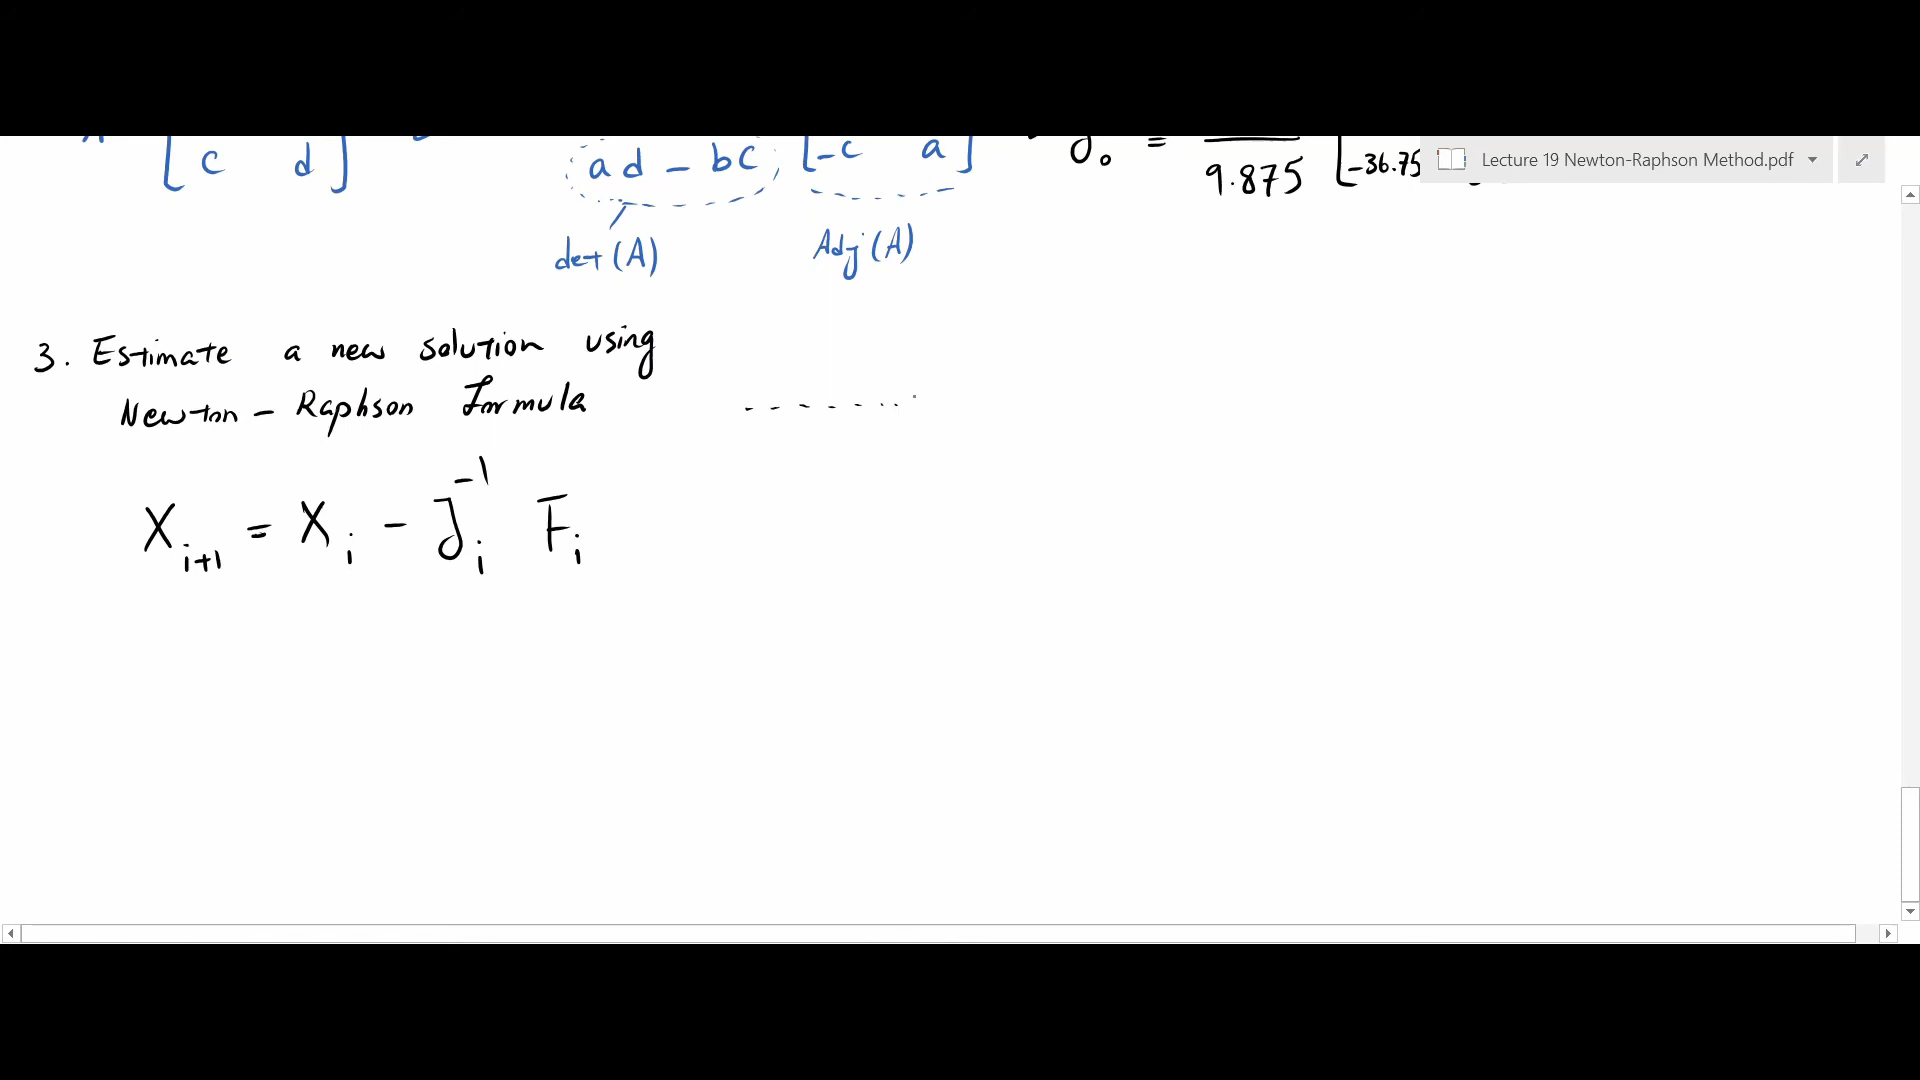 [c d] ad - bc [-c a] J₀ = 9.875 [-36.75
Lecture 19 Newton-Raphson Method.pdf
det (A) Adj (A)
3. Estimate a new solution using
Newton - Raphson Formula
X_{i+1} = X_i - J_i^{-1} F_i